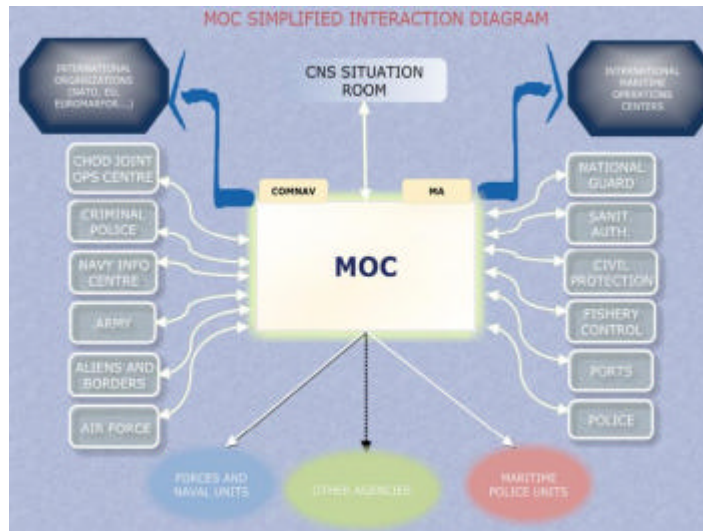 MOC SIMPLIFIED INTERACTION DIAGRAM
INTERNATIONAL
ORGANIZATIONS
(NATO, EU,
EUROMARFOR...)
CNS SITUATION
ROOM
INTERNATIONAL
MARITIME
OPERATIONS
CENTERS
COMNAV
MA
MOC
CHOD JOINT
OPS CENTRE
CRIMINAL
POLICE
NAVY INFO
CENTRE
ARMY
ALIENS AND
BORDERS
AIR FORCE
NATIONAL
GUARD
SANIT.
AUTH.
CIVIL
PROTECTION
FISHERY
CONTROL
PORTS
POLICE
FORCES AND
NAVAL UNITS
OTHER AGENCIES
MARITIME
POLICE UNITS